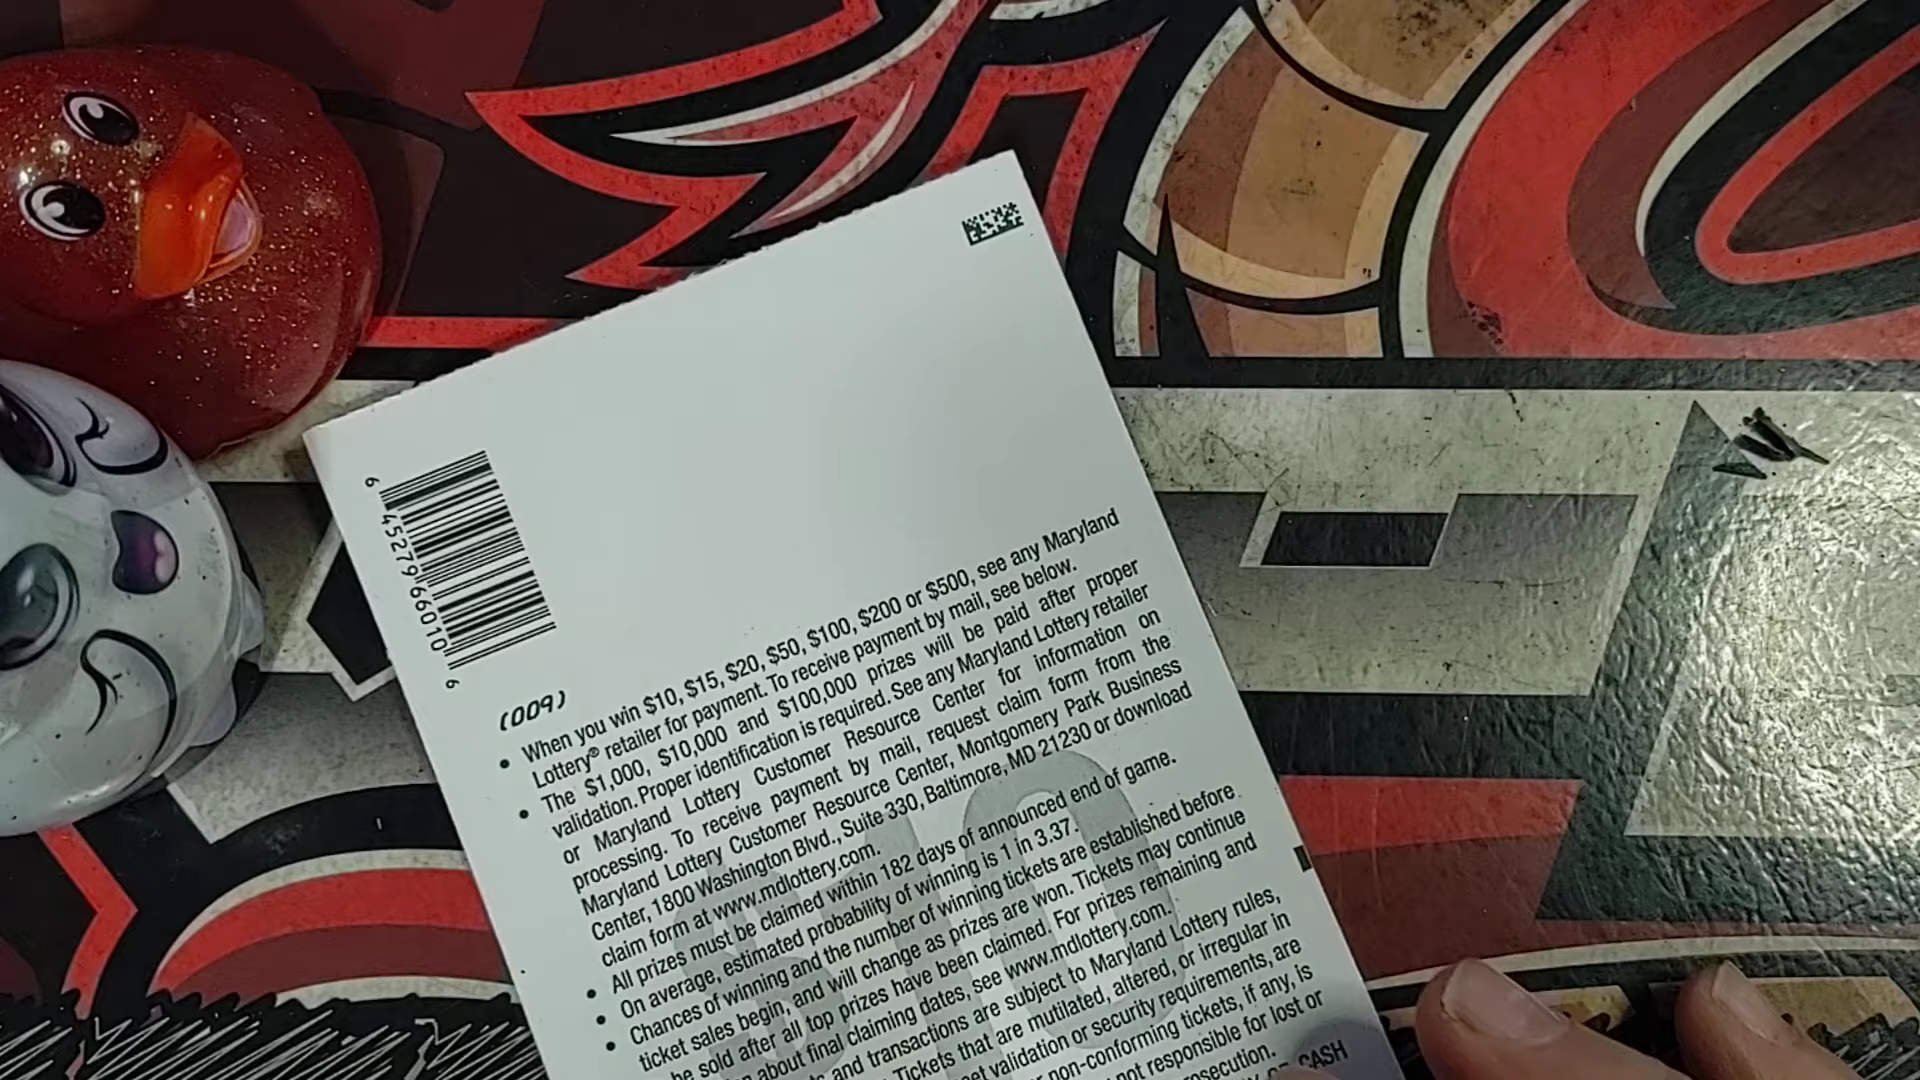 6 45279 66010 6
(009)
• When you win $10, $15, $20, $50, $100, $200 or $500, see any Maryland
Lottery® retailer for payment. To receive payment by mail, see below.
• The $1,000, $10,000 and $100,000 prizes will be paid after proper
validation. Proper identification is required. See any Maryland Lottery retailer
or Maryland Lottery Customer Resource Center for information on
processing. To receive payment by mail, request claim form from the
Maryland Lottery Customer Resource Center, Montgomery Park Business
Center, 1800 Washington Blvd., Suite 330, Baltimore, MD 21230 or download
claim form at www.mdlottery.com.
• All prizes must be claimed within 182 days of announced end of game.
• On average, estimated probability of winning is 1 in 3.37.
• Chances of winning and the number of winning tickets are established before
ticket sales begin, and will change as prizes are won. Tickets may continue
be sold after all top prizes have been claimed. For prizes remaining and
about final claiming dates, see www.mdlottery.com.
and transactions are subject to Maryland Lottery rules,
Tickets that are mutilated, altered, or irregular in
validation or security requirements, are
non-conforming tickets, if any, is
not responsible for lost or
CASH
$10